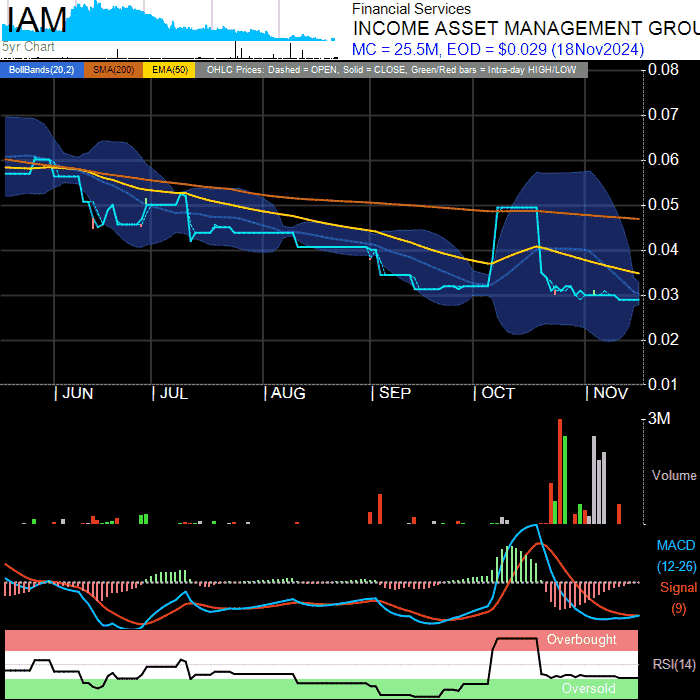 IAM
5yr Chart
Financial Services
INCOME ASSET MANAGEMENT GROU
MC = 25.5M, EOD = $0.029 (18Nov2024)
BollBands(20,2) SMA(200) EMA(50) OHLC Prices: Dashed = OPEN, Solid = CLOSE, Green/Red bars = Intra-day HIGH/LOW
0.08
0.07
0.06
0.05
0.04
0.03
0.02
0.01
JUN JUL AUG SEP OCT NOV
3M
Volume
MACD
(12-26)
Signal
(9)
Overbought
RSI(14)
Oversold